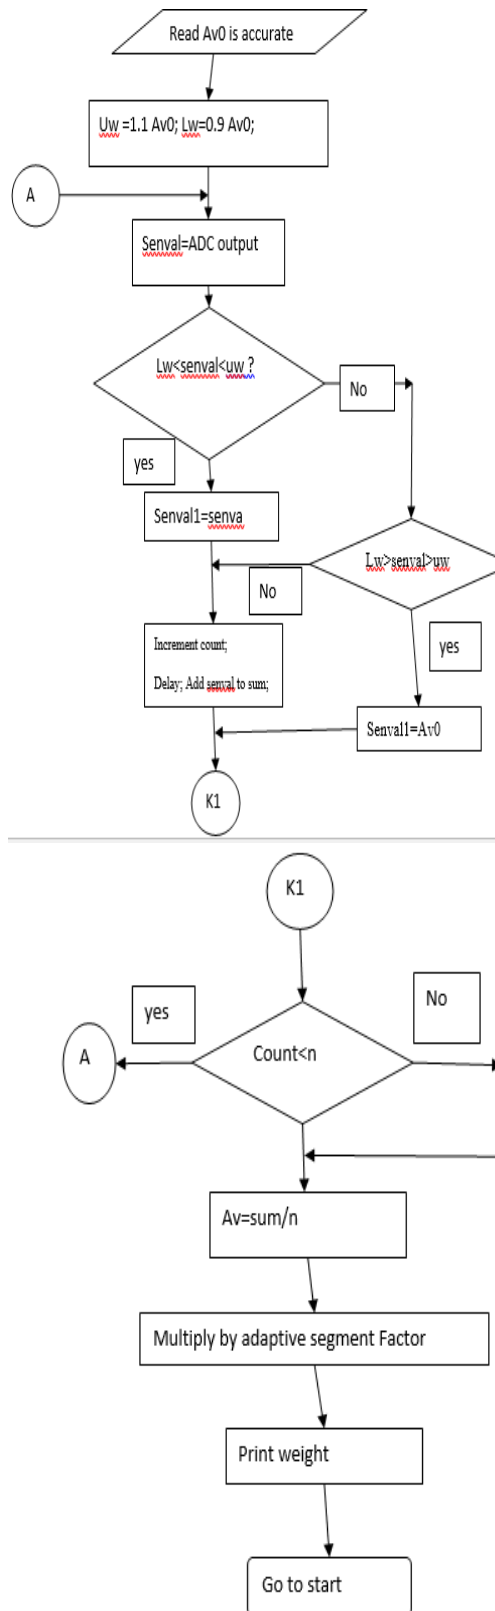 Read Av0 is accurate
Uw =1.1 Av0; Lw=0.9 Av0;
A
Senval=ADC output
Lw<senval<uw ?
No
yes
Senval1=senva
Lw>senval>uw
No
yes
Increment count;
Delay; Add senval to sum;
Senval1=Av0
K1
K1
yes
No
A
Count<n
Av=sum/n
Multiply by adaptive segment Factor
Print weight
Go to start